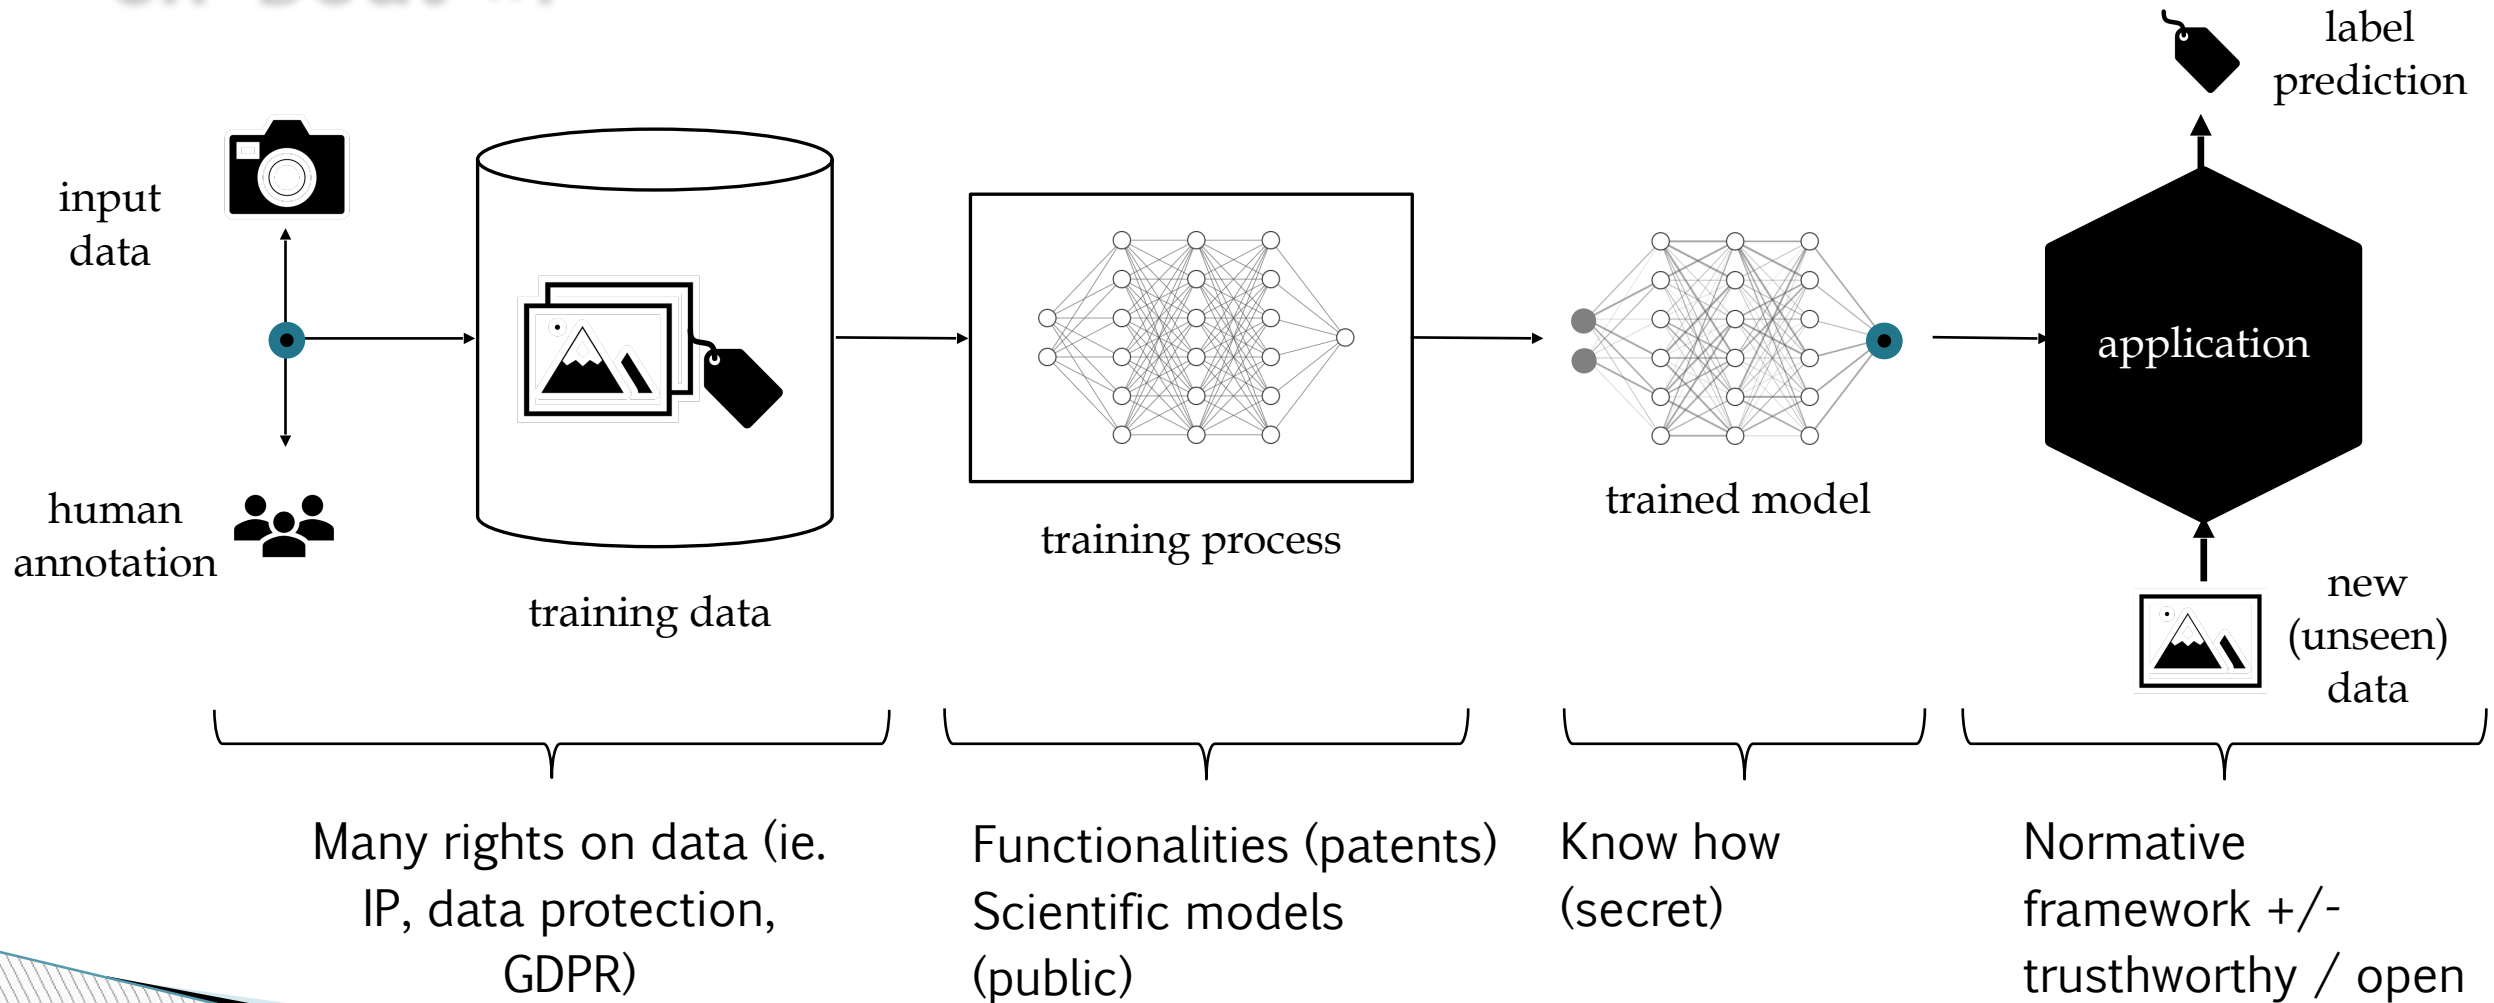 label
prediction
input
data
human
annotation
training data
training process
trained model
application
new
(unseen)
data
Many rights on data (ie.
IP, data protection,
GDPR)
Functionalities (patents)
Scientific models
(public)
Know how
(secret)
Normative
framework +/-
trusthworthy / open